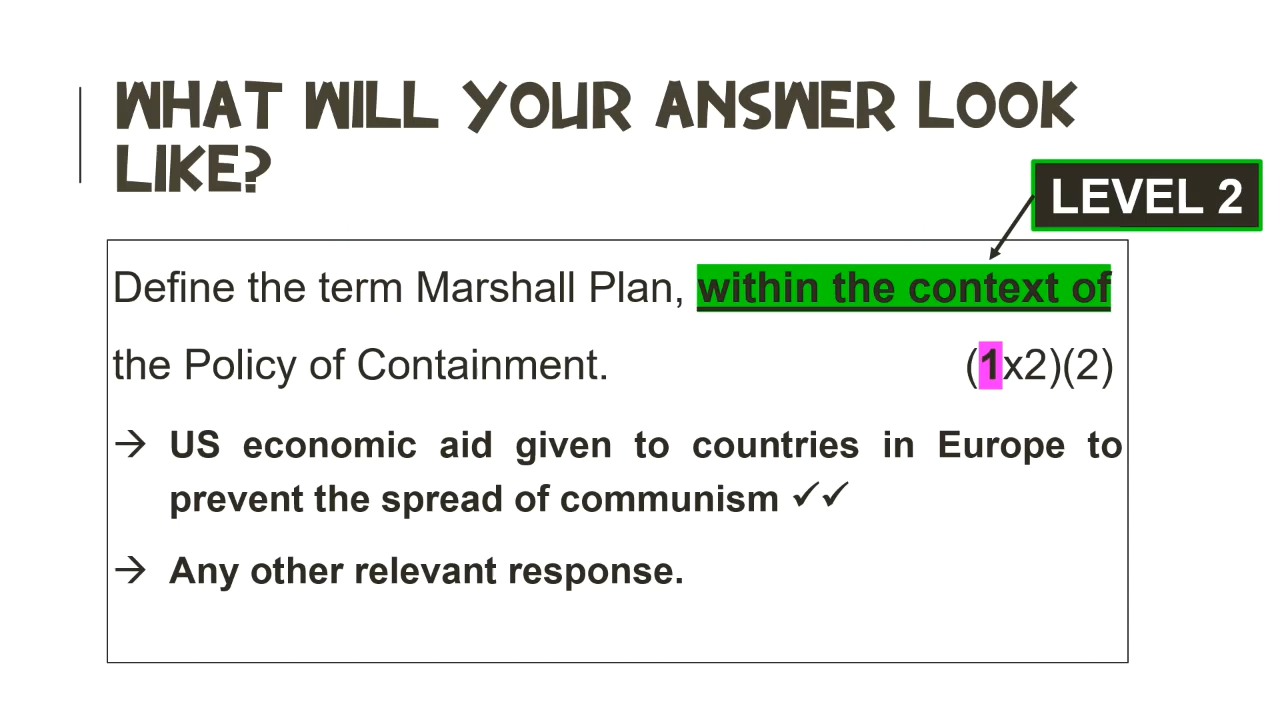 WHAT WILL YOUR ANSWER LOOK
LIKE?
LEVEL 2
Define the term Marshall Plan, within the context of
the Policy of Containment. (1x2)(2)
→ US economic aid given to countries in Europe to
prevent the spread of communism ✓✓
→ Any other relevant response.